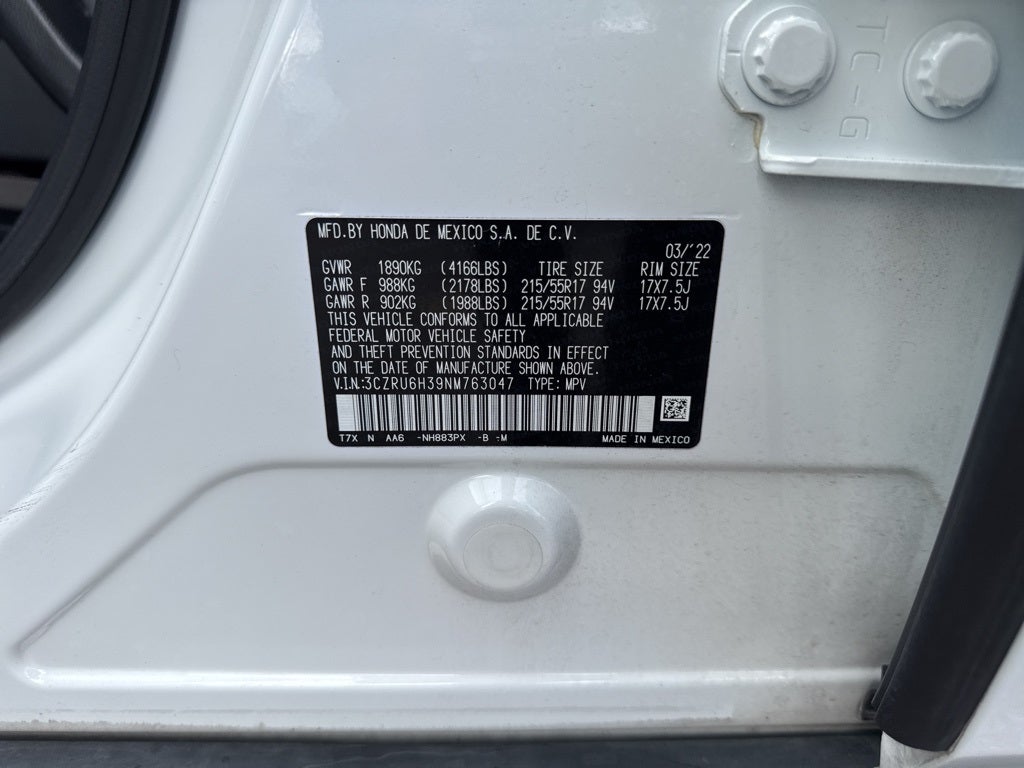 TC-G
MFD.BY HONDA DE MEXICO S.A. DE C.V.
03/'22
GVWR 1890KG (4166LBS) TIRE SIZE RIM SIZE
GAWR F 988KG (2178LBS) 215/55R17 94V 17X7.5J
GAWR R 902KG (1988LBS) 215/55R17 94V 17X7.5J
THIS VEHICLE CONFORMS TO ALL APPLICABLE
FEDERAL MOTOR VEHICLE SAFETY
AND THEFT PREVENTION STANDARDS IN EFFECT
ON THE DATE OF MANUFACTURE SHOWN ABOVE.
V.I.N:3CZRU6H39NM763047 TYPE: MPV
T7X N AA6 -NH883PX -B -M MADE IN MEXICO